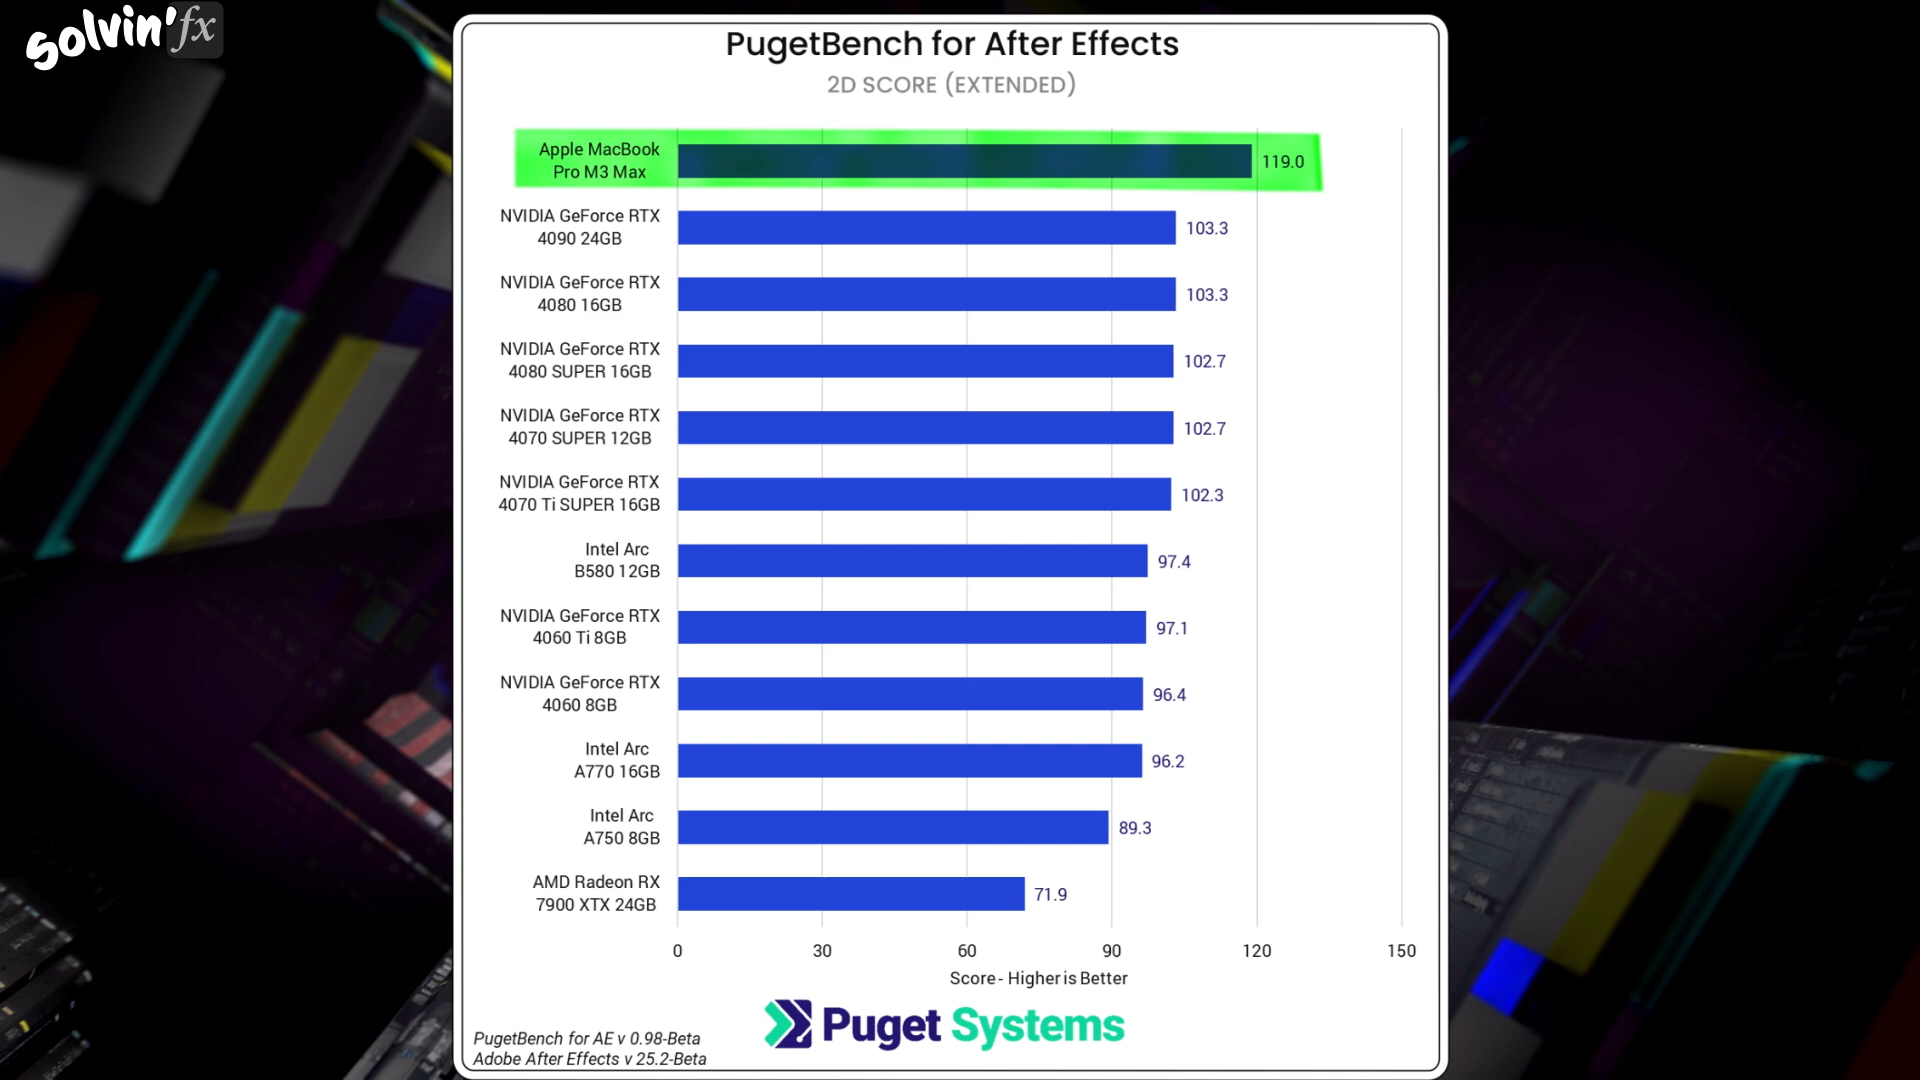 solvin'fx
PugetBench for After Effects
2D SCORE (EXTENDED)
Apple MacBook
Pro M3 Max
119.0
NVIDIA GeForce RTX
4090 24GB
103.3
NVIDIA GeForce RTX
4080 16GB
103.3
NVIDIA GeForce RTX
4080 SUPER 16GB
102.7
NVIDIA GeForce RTX
4070 SUPER 12GB
102.7
NVIDIA GeForce RTX
4070 Ti SUPER 16GB
102.3
Intel Arc
B580 12GB
97.4
NVIDIA GeForce RTX
4060 Ti 8GB
97.1
NVIDIA GeForce RTX
4060 8GB
96.4
Intel Arc
A770 16GB
96.2
Intel Arc
A750 8GB
89.3
AMD Radeon RX
7900 XTX 24GB
71.9
0 30 60 90 120 150
Score - Higher is Better
Puget Systems
PugetBench for AE v 0.98-Beta
Adobe After Effects v 25.2-Beta